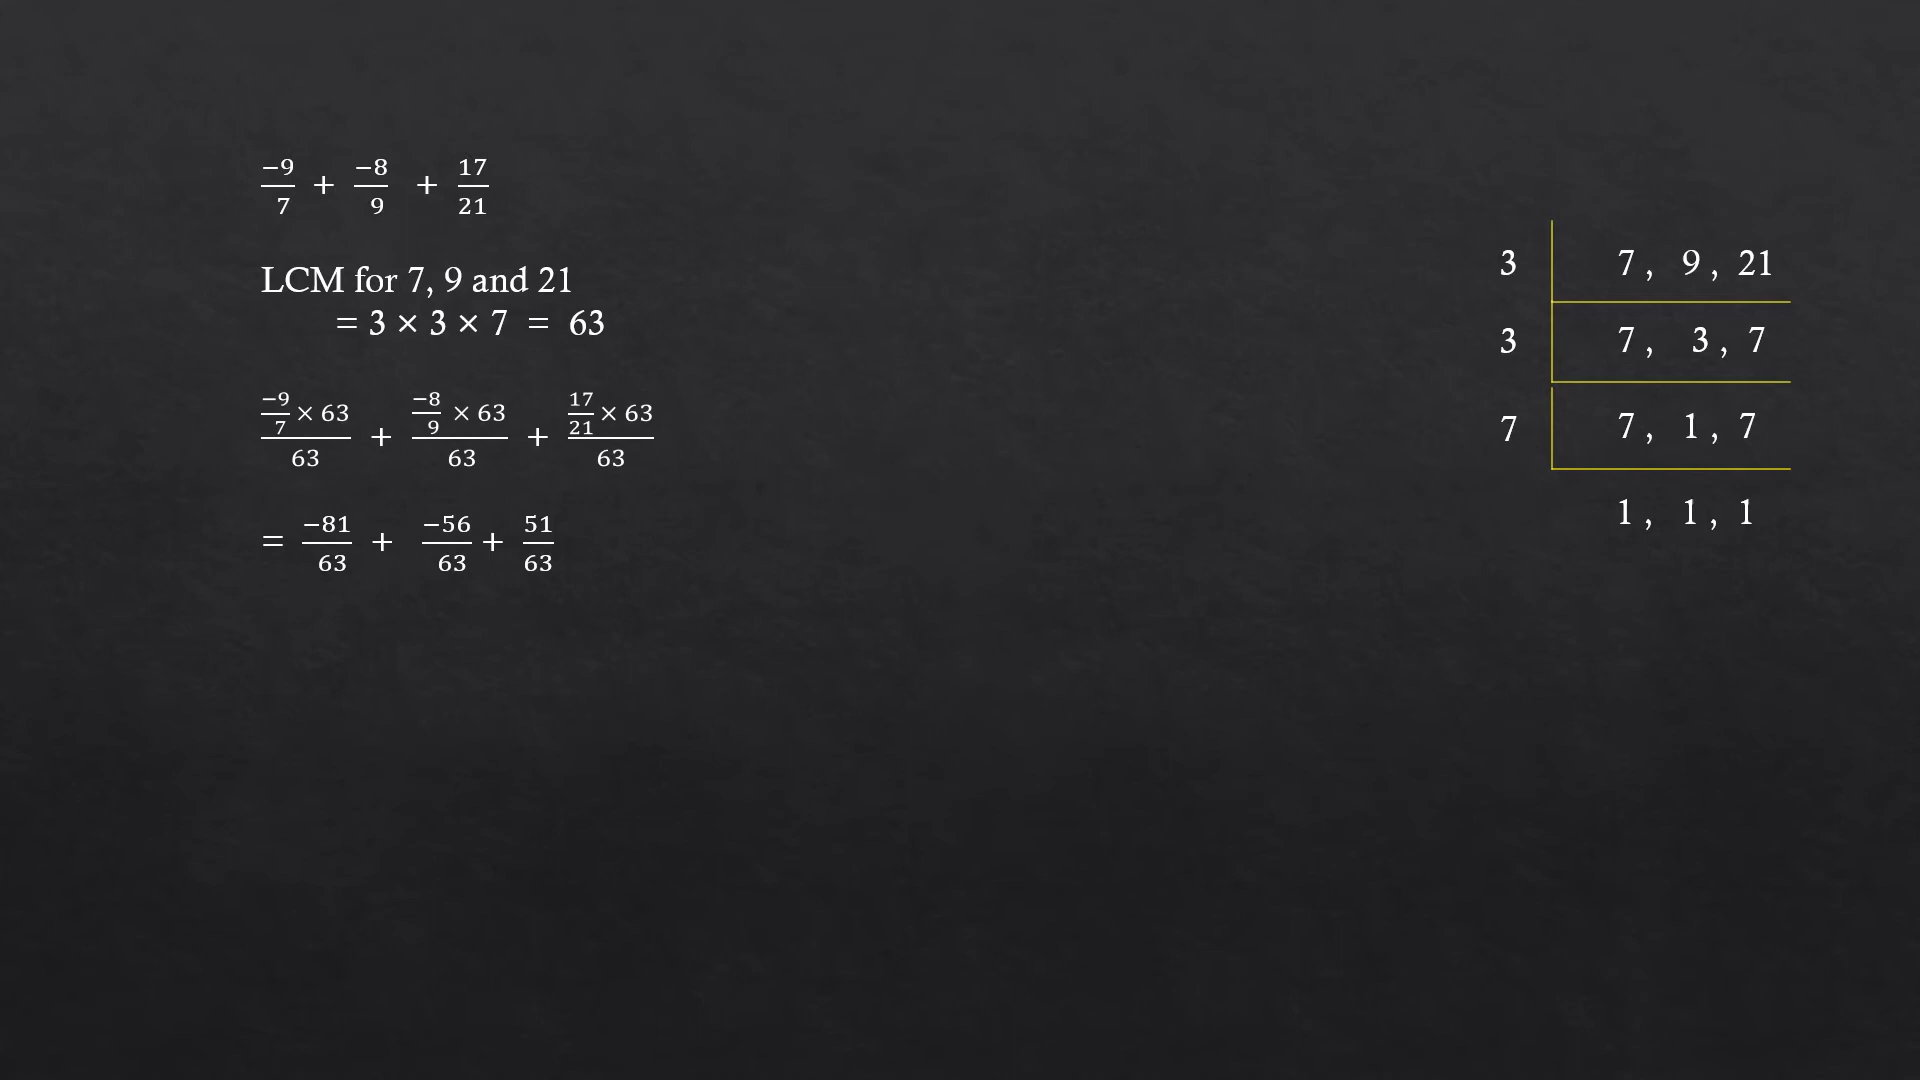 −9/7 + −8/9 + 17/21
LCM for 7, 9 and 21
= 3 × 3 × 7 = 63
(−9/7 × 63)/63 + (−8/9 × 63)/63 + (17/21 × 63)/63
= −81/63 + −56/63 + 51/63
3 7 , 9 , 21
3 7 , 3 , 7
7 7 , 1 , 7
1 , 1 , 1